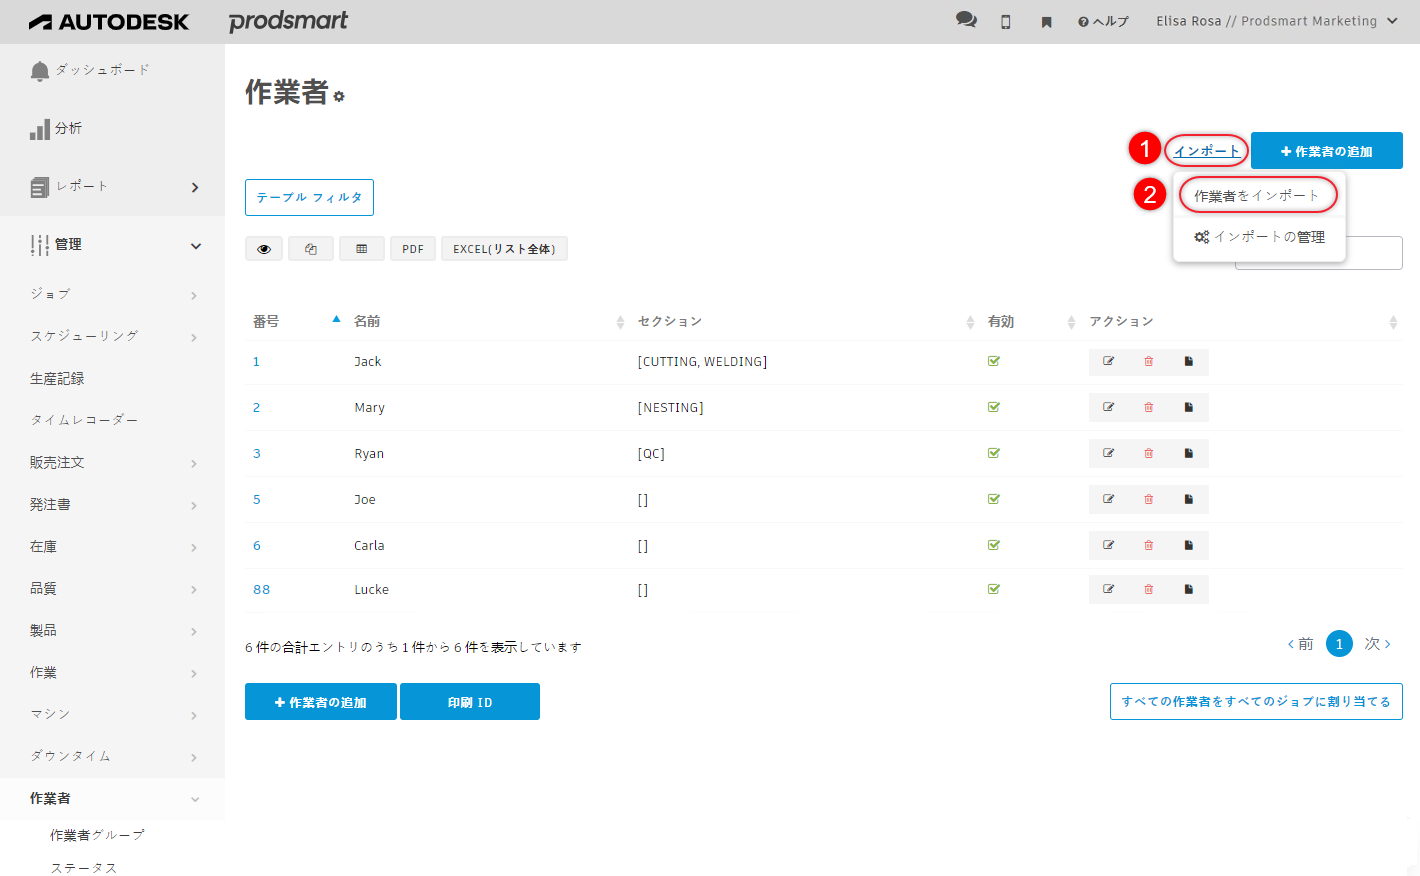 AUTODESK prodsmart
ヘルプ
Elisa Rosa // Prodsmart Marketing
ダッシュボード
分析
レポート
管理
ジョブ
スケジューリング
生産記録
タイムレコーダー
販売注文
発注書
在庫
品質
製品
作業
マシン
ダウンタイム
作業者
作業者グループ
ステータス
作業者
1 インポート
+ 作業者の追加
2 作業者をインポート
インポートの管理
テーブル フィルタ
PDF EXCEL(リスト全体)
番号 名前 セクション 有効 アクション
1 Jack [CUTTING, WELDING]
2 Mary [NESTING]
3 Ryan [QC]
5 Joe []
6 Carla []
88 Lucke []
6 件の合計エントリのうち 1 件から 6 件を表示しています
‹ 前 1 次 ›
+ 作業者の追加 印刷 ID
すべての作業者をすべてのジョブに割り当てる